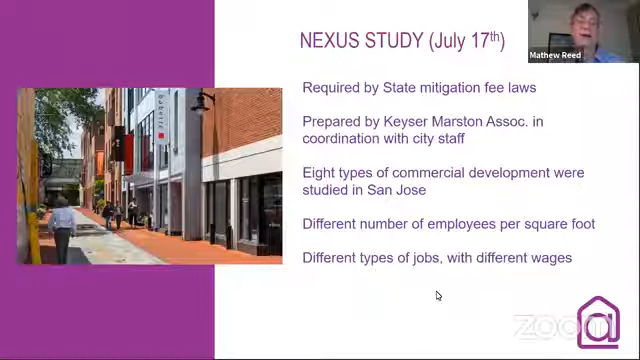 NEXUS STUDY (July 17th)
Mathew Reed
Required by State mitigation fee laws
Prepared by Keyser Marston Assoc. in
coordination with city staff
Eight types of commercial development were
studied in San Jose
Different number of employees per square foot
Different types of jobs, with different wages
zoom
a